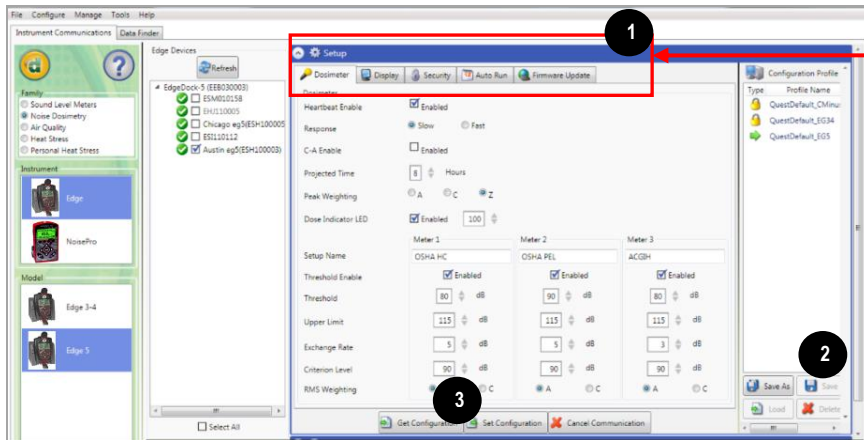 File Configure Manage Tools Help
Instrument Communications Data Finder
Family
Sound Level Meters
Noise Dosimetry
Air Quality
Heat Stress
Personal Heat Stress
Instrument
Edge
NoisePro
Model
Edge 3-4
Edge 5
Edge Devices
Refresh
EdgeDock-5 (EEB030003)
ESM010158
EHJ110005
Chicago eg5(ESH100005
ESI110112
Austin eg5(ESH100003)
Select All
1
Setup
Dosimeter Display Security Auto Run Firmware Update
Dosimeter
Heartbeat Enable Enabled
Response Slow Fast
C-A Enable Enabled
Projected Time 8 Hours
Peak Weighting A C Z
Dose Indicator LED Enabled 100
Meter 1 Meter 2 Meter 3
Setup Name OSHA HC OSHA PEL ACGIH
Threshold Enable Enabled Enabled Enabled
Threshold 80 dB 90 dB 80 dB
Upper Limit 115 dB 115 dB 115 dB
Exchange Rate 5 dB 5 dB 3 dB
Criterion Level 90 dB 90 dB 90 dB
RMS Weighting C A C A C
3
Get Configuration Set Configuration Cancel Communication
Configuration Profile
Type Profile Name
QuestDefault_CMinu
QuestDefault_EG34
QuestDefault_EG5
2
Save As Save
Load Delete